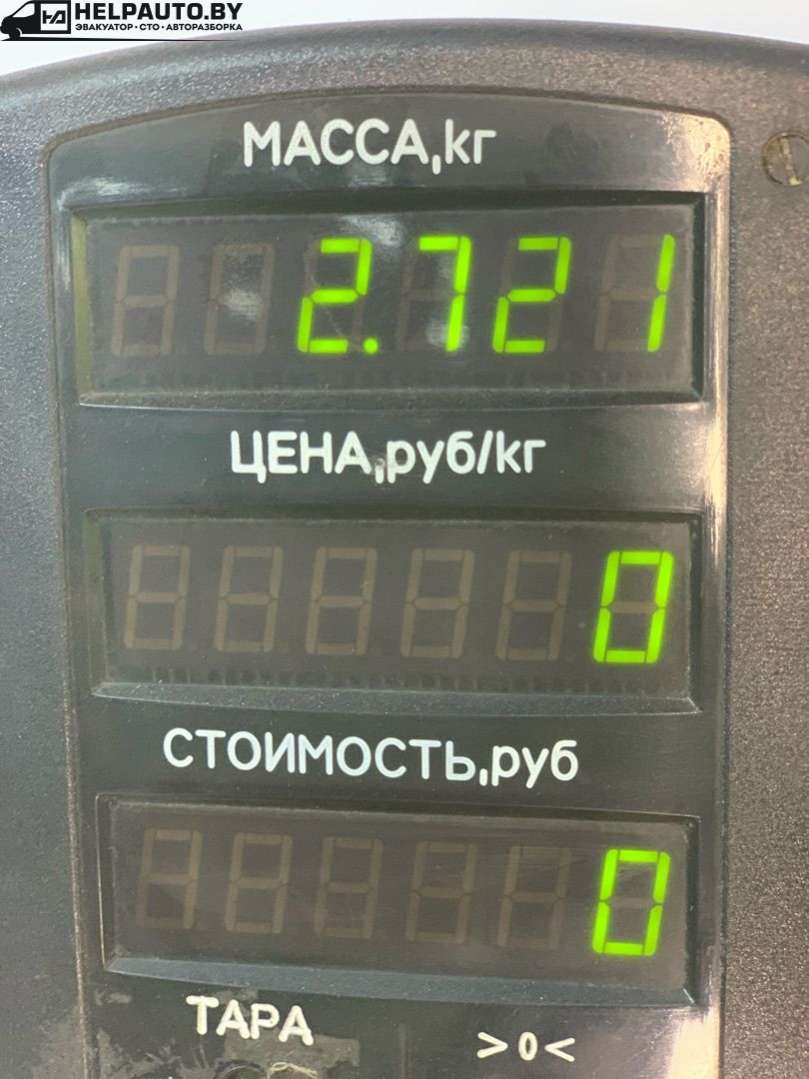 HELPAUTO.BY
ЭВАКУАТОР • СТО • АВТОРАЗБОРКА
МАССА,кг
2.721
ЦЕНА,руб/кг
0
СТОИМОСТЬ,руб
0
ТАРА
>0<